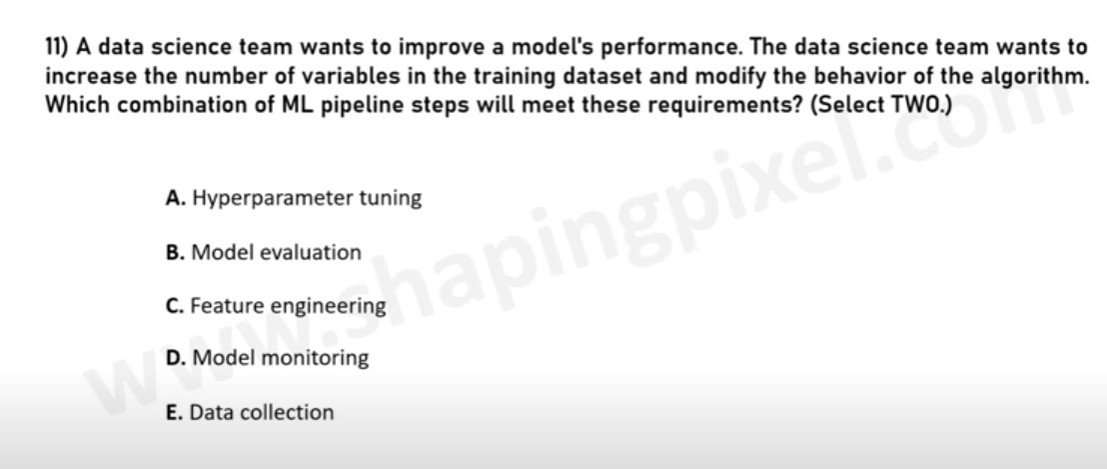 11) A data science team wants to improve a model's performance. The data science team wants to
increase the number of variables in the training dataset and modify the behavior of the algorithm.
Which combination of ML pipeline steps will meet these requirements? (Select TWO.)
A. Hyperparameter tuning
B. Model evaluation
C. Feature engineering
D. Model monitoring
E. Data collection
www.shapingpixel.com